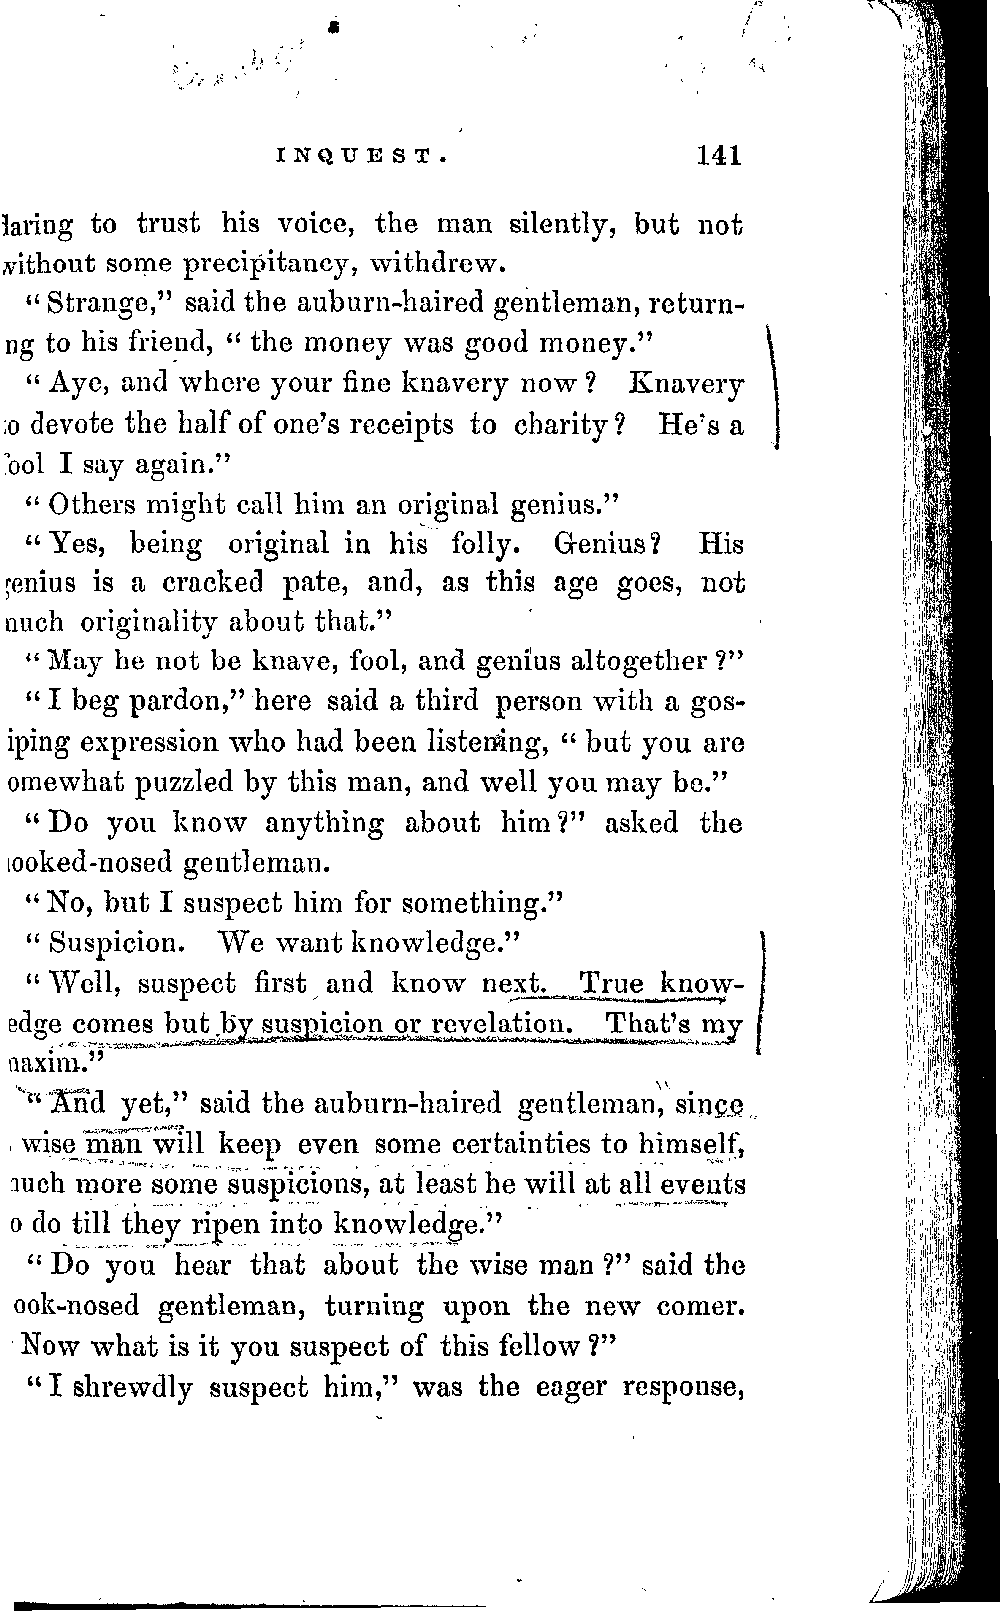 INQUEST. 141
laring to trust his voice, the man silently, but not
without some precipitancy, withdrew.
“Strange,” said the auburn-haired gentleman, return-
ng to his friend, “the money was good money.”
“Aye, and where your fine knavery now? Knavery
to devote the half of one's receipts to charity? He's a
fool I say again.”
“Others might call him an original genius.”
“Yes, being original in his folly. Genius? His
genius is a cracked pate, and, as this age goes, not
nuch originality about that.”
“May he not be knave, fool, and genius altogether?”
“I beg pardon,” here said a third person with a gos-
iping expression who had been listening, “but you are
omewhat puzzled by this man, and well you may be.”
“Do you know anything about him?” asked the
ooked-nosed gentleman.
“No, but I suspect him for something.”
“Suspicion. We want knowledge.”
“Well, suspect first and know next. True know-
edge comes but by suspicion or revelation. That's my
naxim.”
“And yet,” said the auburn-haired gentleman, “since
wise man will keep even some certainties to himself,
nuch more some suspicions, at least he will at all events
o do till they ripen into knowledge.”
“Do you hear that about the wise man?” said the
ook-nosed gentleman, turning upon the new comer.
Now what is it you suspect of this fellow?”
“I shrewdly suspect him,” was the eager response,